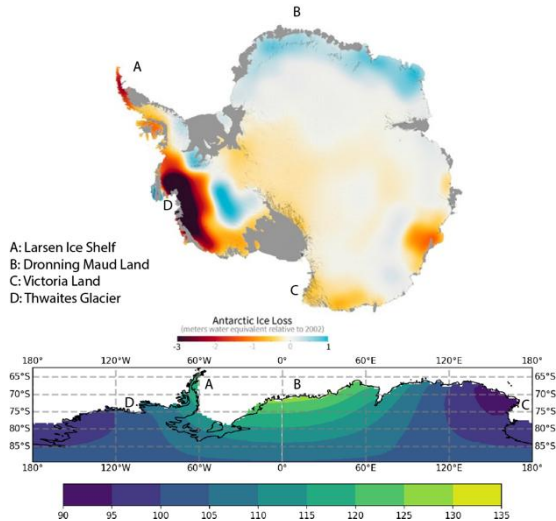 B
A
D
A: Larsen Ice Shelf
B: Dronning Maud Land
C: Victoria Land
D: Thwaites Glacier
C
Antarctic Ice Loss
(meters water equivalent relative to 2002)
-3 -2 -1 0 1
180° 120°W 60°W 0° 60°E 120°E 180°
65°S 65°S
70°S 70°S
75°S 75°S
80°S 80°S
85°S 85°S
A B
D C
180° 120°W 60°W 0° 60°E 120°E 180°
90 95 100 105 110 115 120 125 130 135